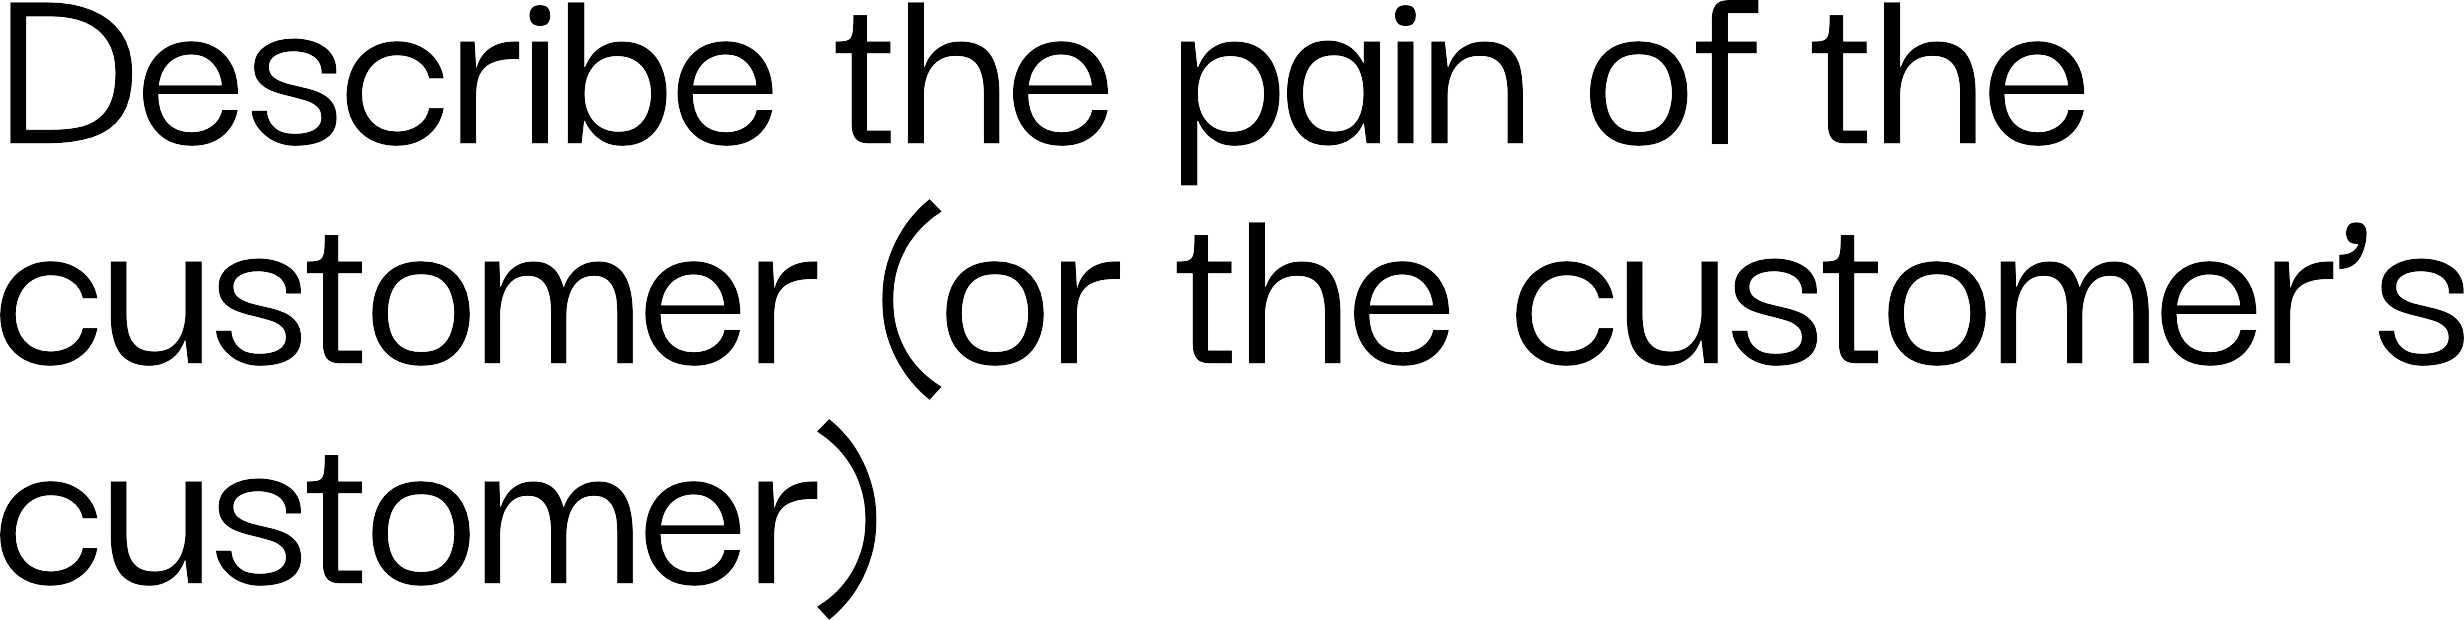 Describe the pain of the
customer (or the customer’s
customer)